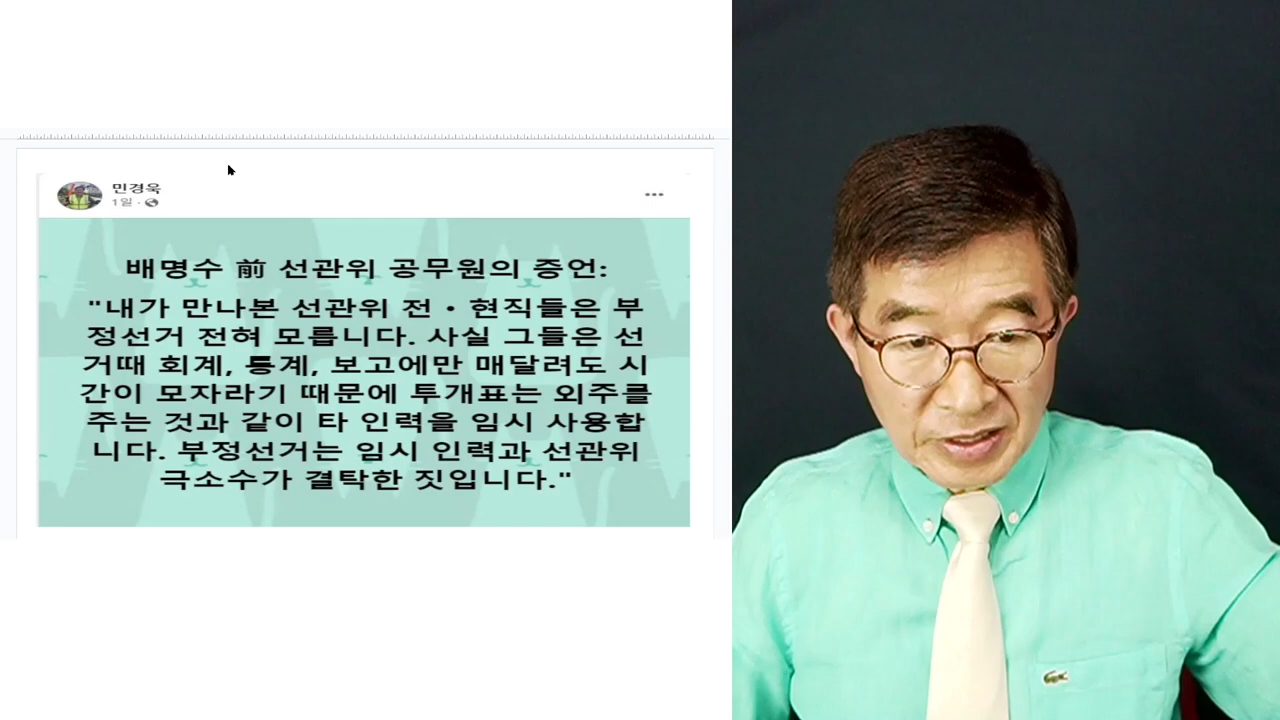 민경욱
1일 ·
배명수 前 선관위 공무원의 증언:
"내가 만나본 선관위 전·현직들은 부
정선거 전혀 모릅니다. 사실 그들은 선
거때 회계, 통계, 보고에만 매달려도 시
간이 모자라기 때문에 투개표는 외주를
주는 것과 같이 타 인력을 임시 사용합
니다. 부정선거는 임시 인력과 선관위
극소수가 결탁한 짓입니다."